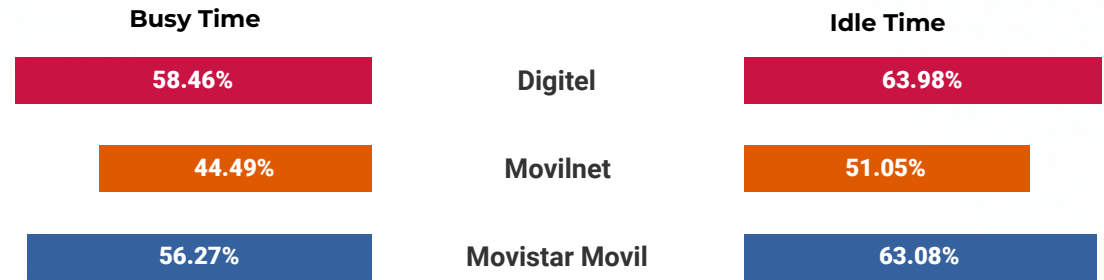 Busy Time
Idle Time
58.46%
Digitel
63.98%
44.49%
Movilnet
51.05%
56.27%
Movistar Movil
63.08%